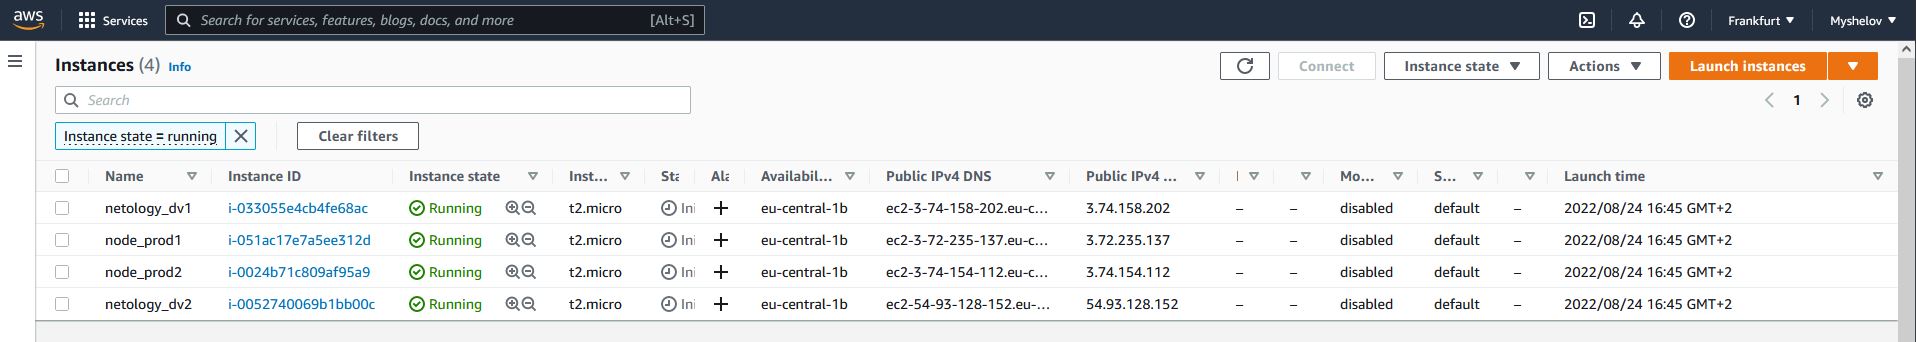 aws Services Search for services, features, blogs, docs, and more [Alt+S] Frankfurt Myshelov
Instances (4) Info Connect Instance state Actions Launch instances
Search 1
Instance state = running Clear filters
Name Instance ID Instance state Inst... Sta Ala Availabil... Public IPv4 DNS Public IPv4 ... Mo... S... Launch time
netology_dv1 i-033055e4cb4fe68ac Running t2.micro Ini + eu-central-1b ec2-3-74-158-202.eu-c... 3.74.158.202 – – disabled default – 2022/08/24 16:45 GMT+2
node_prod1 i-051ac17e7a5ee312d Running t2.micro Ini + eu-central-1b ec2-3-72-235-137.eu-c... 3.72.235.137 – – disabled default – 2022/08/24 16:45 GMT+2
node_prod2 i-0024b71c809af95a9 Running t2.micro Ini + eu-central-1b ec2-3-74-154-112.eu-c... 3.74.154.112 – – disabled default – 2022/08/24 16:45 GMT+2
netology_dv2 i-0052740069b1bb00c Running t2.micro Ini + eu-central-1b ec2-54-93-128-152.eu-... 54.93.128.152 – – disabled default – 2022/08/24 16:45 GMT+2